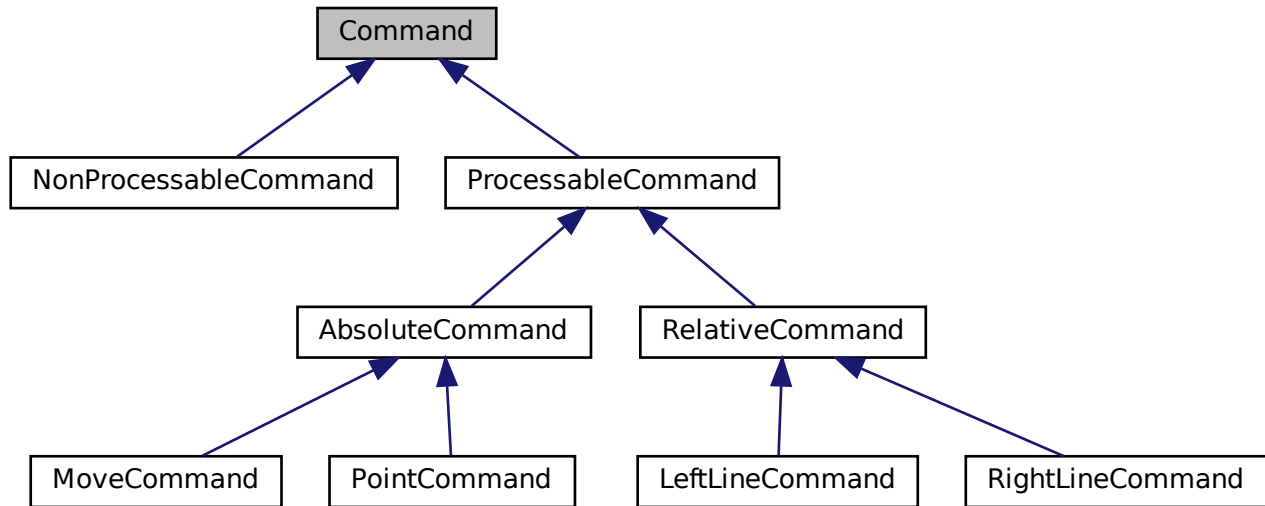 Command
NonProcessableCommand
ProcessableCommand
AbsoluteCommand
RelativeCommand
MoveCommand
PointCommand
LeftLineCommand
RightLineCommand